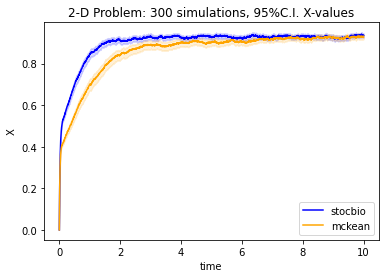 2-D Problem: 300 simulations, 95%C.I. X-values
0.8
0.6
X
0.4
0.2
0.0
stocbio
mckean
0 2 4 6 8 10
time